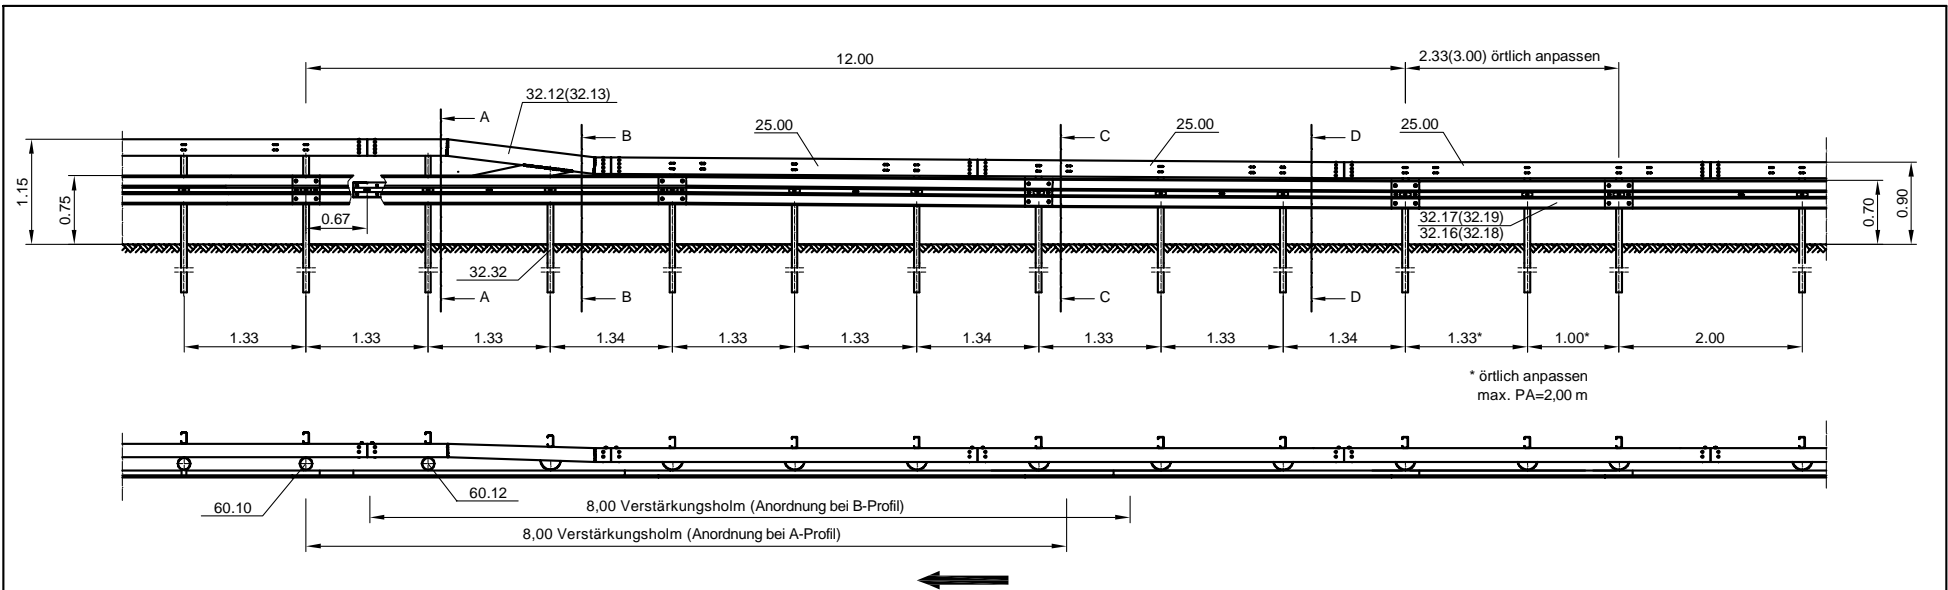 12.00
2.33(3.00) örtlich anpassen
32.12(32.13)
A
B
25.00
C
25.00
D
25.00
1.15
0.75
0.67
32.17(32.19)
32.16(32.18)
0.70
0.90
32.32
A
B
C
D
1.33
1.33
1.33
1.34
1.33
1.33
1.34
1.33
1.33
1.34
1.33*
1.00*
2.00
* örtlich anpassen
max. PA=2,00 m
60.10
60.12
8,00 Verstärkungsholm (Anordnung bei B-Profil)
8,00 Verstärkungsholm (Anordnung bei A-Profil)